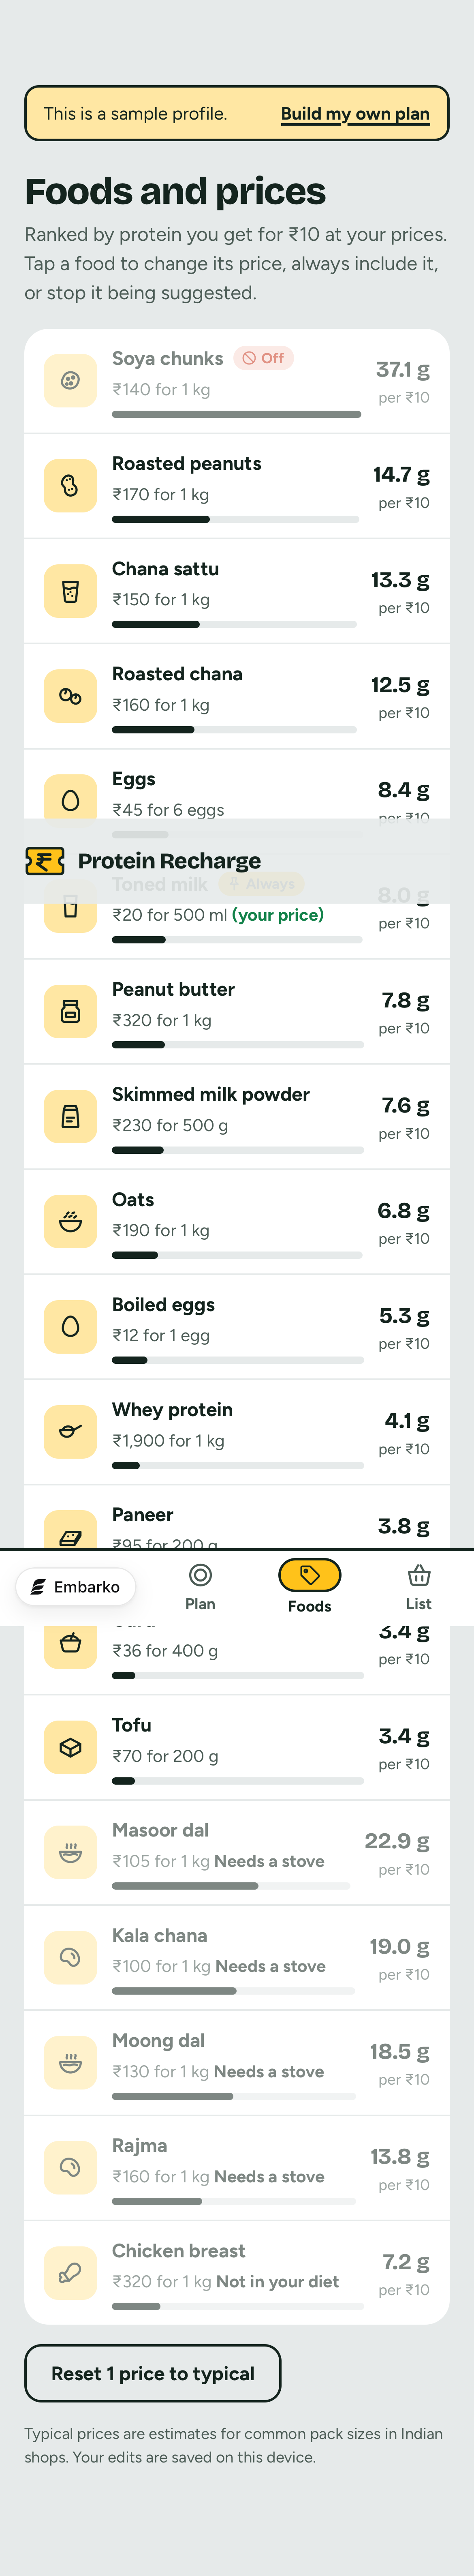 This is a sample profile.
Build my own plan
Foods and prices
Ranked by protein you get for ₹10 at your prices.
Tap a food to change its price, always include it,
or stop it being suggested.
Soya chunks Off
37.1 g
₹140 for 1 kg
per ₹10
Roasted peanuts
14.7 g
₹170 for 1 kg
per ₹10
Chana sattu
13.3 g
₹150 for 1 kg
per ₹10
Roasted chana
12.5 g
₹160 for 1 kg
per ₹10
Eggs
8.4 g
₹45 for 6 eggs
per ₹10
Protein Recharge
Toned milk Always
8.0 g
₹20 for 500 ml (your price)
per ₹10
Peanut butter
7.8 g
₹320 for 1 kg
per ₹10
Skimmed milk powder
7.6 g
₹230 for 500 g
per ₹10
Oats
6.8 g
₹190 for 1 kg
per ₹10
Boiled eggs
5.3 g
₹12 for 1 egg
per ₹10
Whey protein
4.1 g
₹1,900 for 1 kg
per ₹10
Paneer
3.8 g
₹95 for 200 g
Embarko
Plan
Foods
List
3.4 g
₹36 for 400 g
per ₹10
Tofu
3.4 g
₹70 for 200 g
per ₹10
Masoor dal
22.9 g
₹105 for 1 kg Needs a stove
per ₹10
Kala chana
19.0 g
₹100 for 1 kg Needs a stove
per ₹10
Moong dal
18.5 g
₹130 for 1 kg Needs a stove
per ₹10
Rajma
13.8 g
₹160 for 1 kg Needs a stove
per ₹10
Chicken breast
7.2 g
₹320 for 1 kg Not in your diet
per ₹10
Reset 1 price to typical
Typical prices are estimates for common pack sizes in Indian
shops. Your edits are saved on this device.